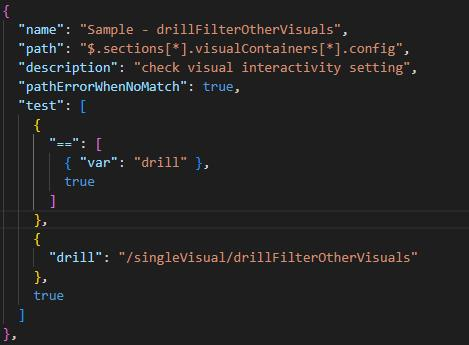 {
  "name": "Sample - drillFilterOtherVisuals",
  "path": "$.sections[*].visualContainers[*].config",
  "description": "check visual interactivity setting",
  "pathErrorWhenNoMatch": true,
  "test": [
    {
      "==": [
        { "var": "drill" },
        true
      ]
    },
    {
      "drill": "/singleVisual/drillFilterOtherVisuals"
    },
    true
  ]
},